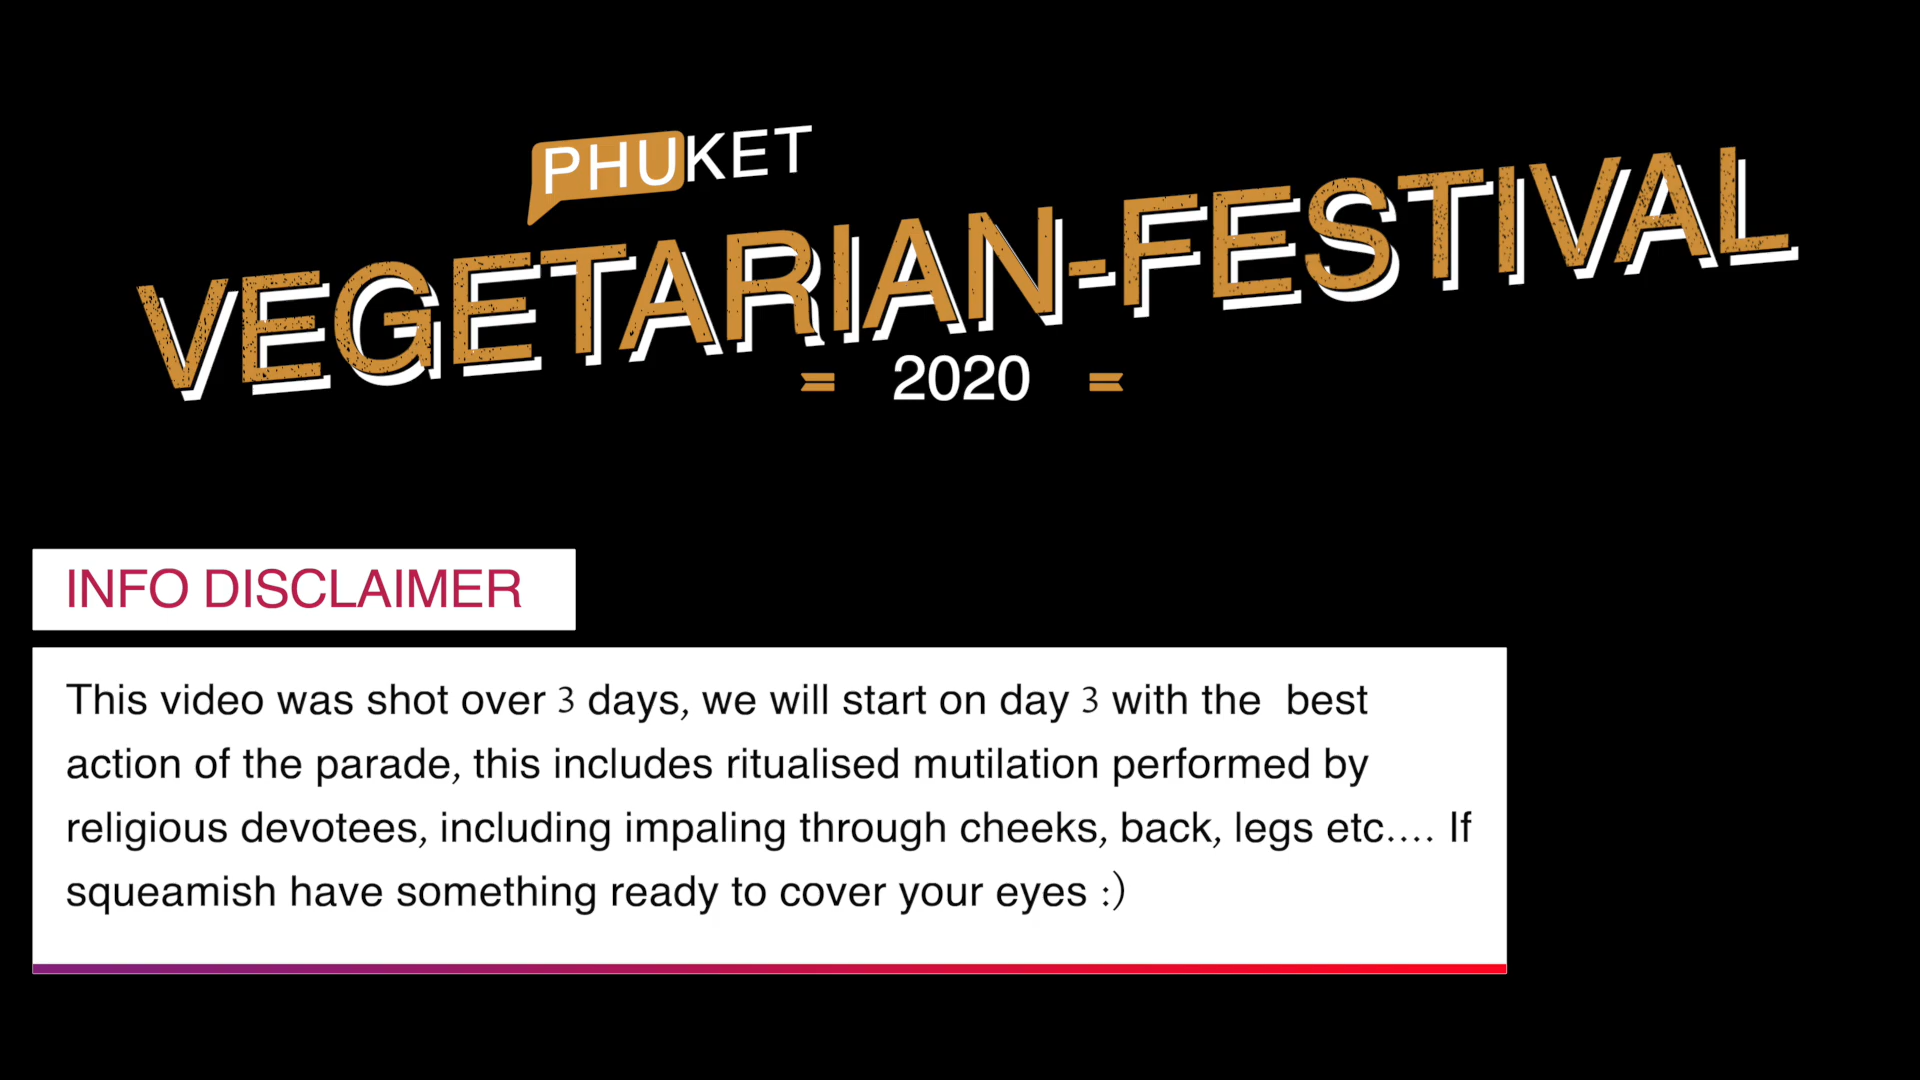 PHUKET
VEGETARIAN-FESTIVAL
2020
INFO DISCLAIMER
This video was shot over 3 days, we will start on day 3 with the  best
action of the parade, this includes ritualised mutilation performed by
religious devotees, including impaling through cheeks, back, legs etc.... If
squeamish have something ready to cover your eyes :)